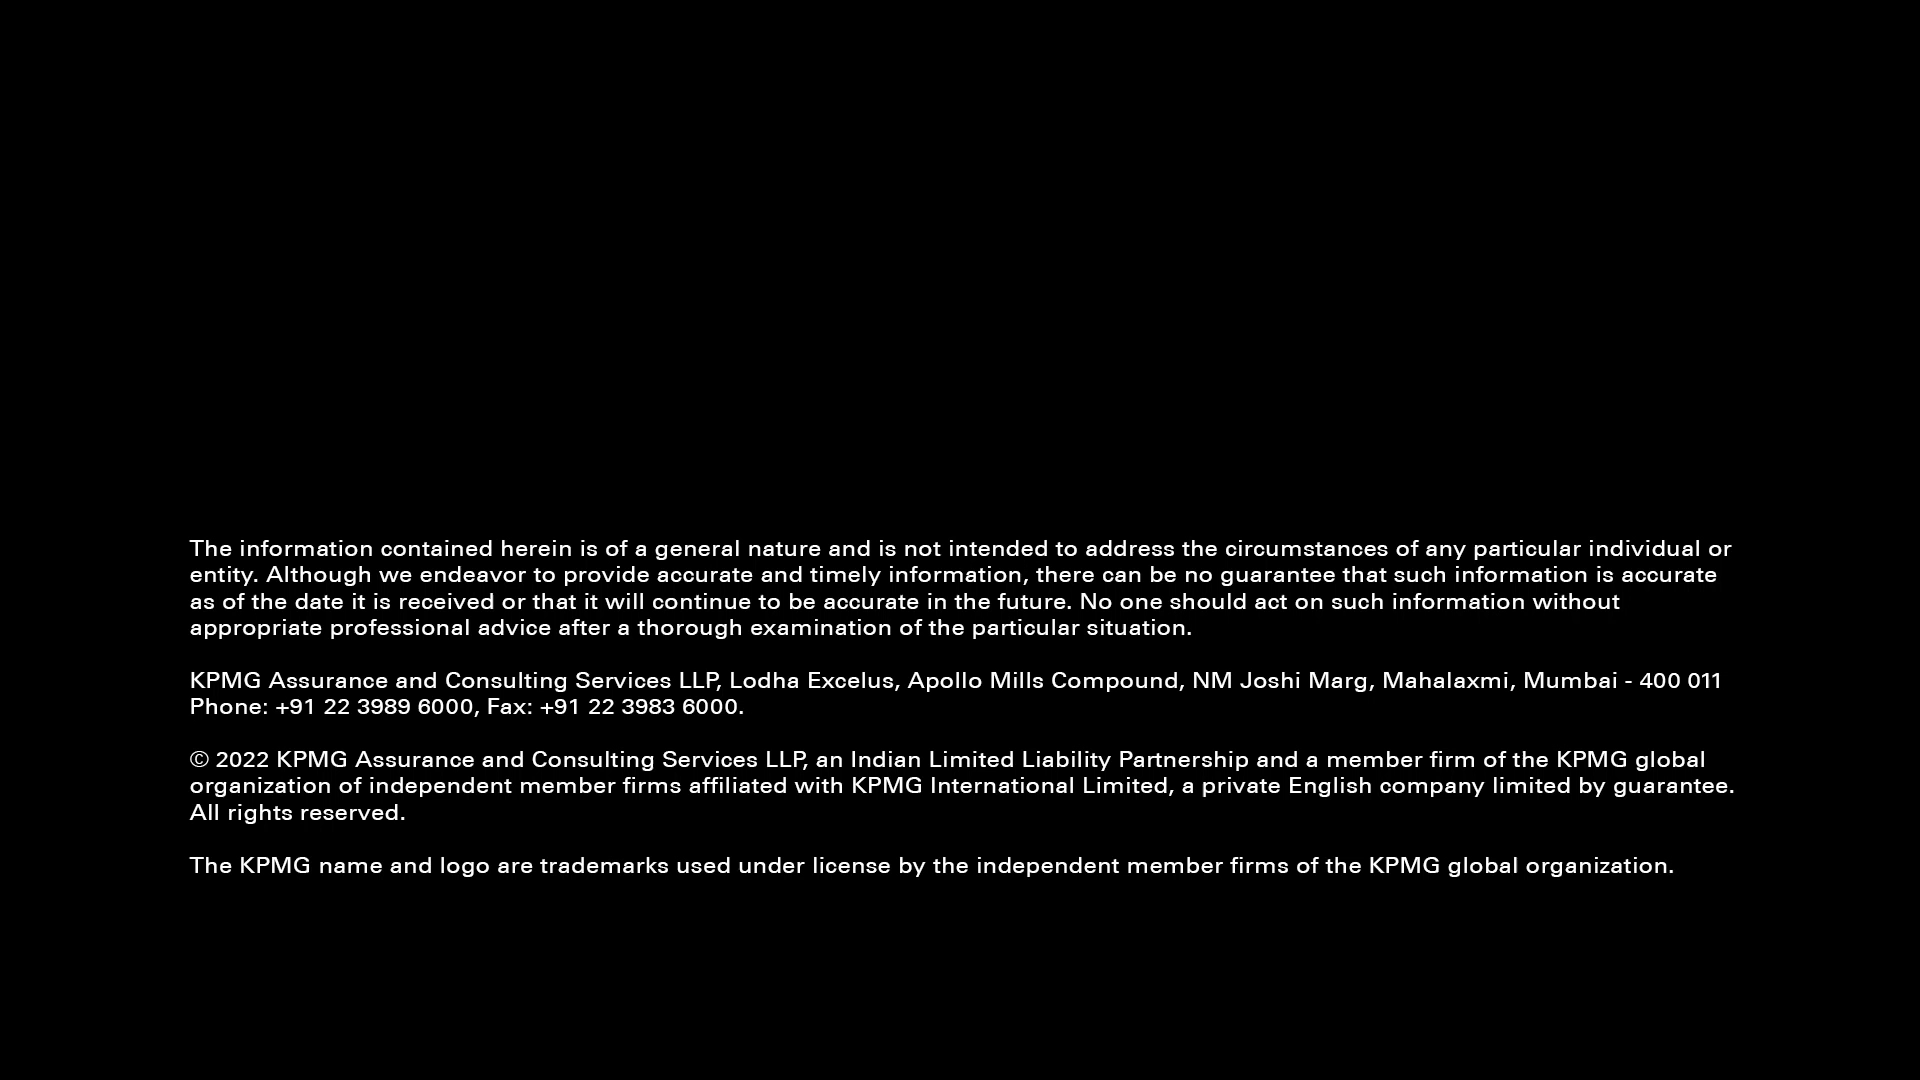 The information contained herein is of a general nature and is not intended to address the circumstances of any particular individual or
entity. Although we endeavor to provide accurate and timely information, there can be no guarantee that such information is accurate
as of the date it is received or that it will continue to be accurate in the future. No one should act on such information without
appropriate professional advice after a thorough examination of the particular situation.
KPMG Assurance and Consulting Services LLP, Lodha Excelus, Apollo Mills Compound, NM Joshi Marg, Mahalaxmi, Mumbai - 400 011
Phone: +91 22 3989 6000, Fax: +91 22 3983 6000.
© 2022 KPMG Assurance and Consulting Services LLP, an Indian Limited Liability Partnership and a member firm of the KPMG global
organization of independent member firms affiliated with KPMG International Limited, a private English company limited by guarantee.
All rights reserved.
The KPMG name and logo are trademarks used under license by the independent member firms of the KPMG global organization.